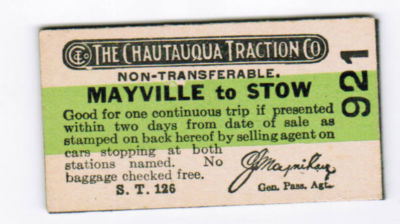 THE CHAUTAUQUA TRACTION CO
NON-TRANSFERABLE.
MAYVILLE to STOW
Good for one continuous trip if presented
within two days from date of sale as
stamped on back hereof by selling agent on
cars stopping at both
stations named. No
baggage checked free.
S. T. 126
Gen. Pass. Agt.
921